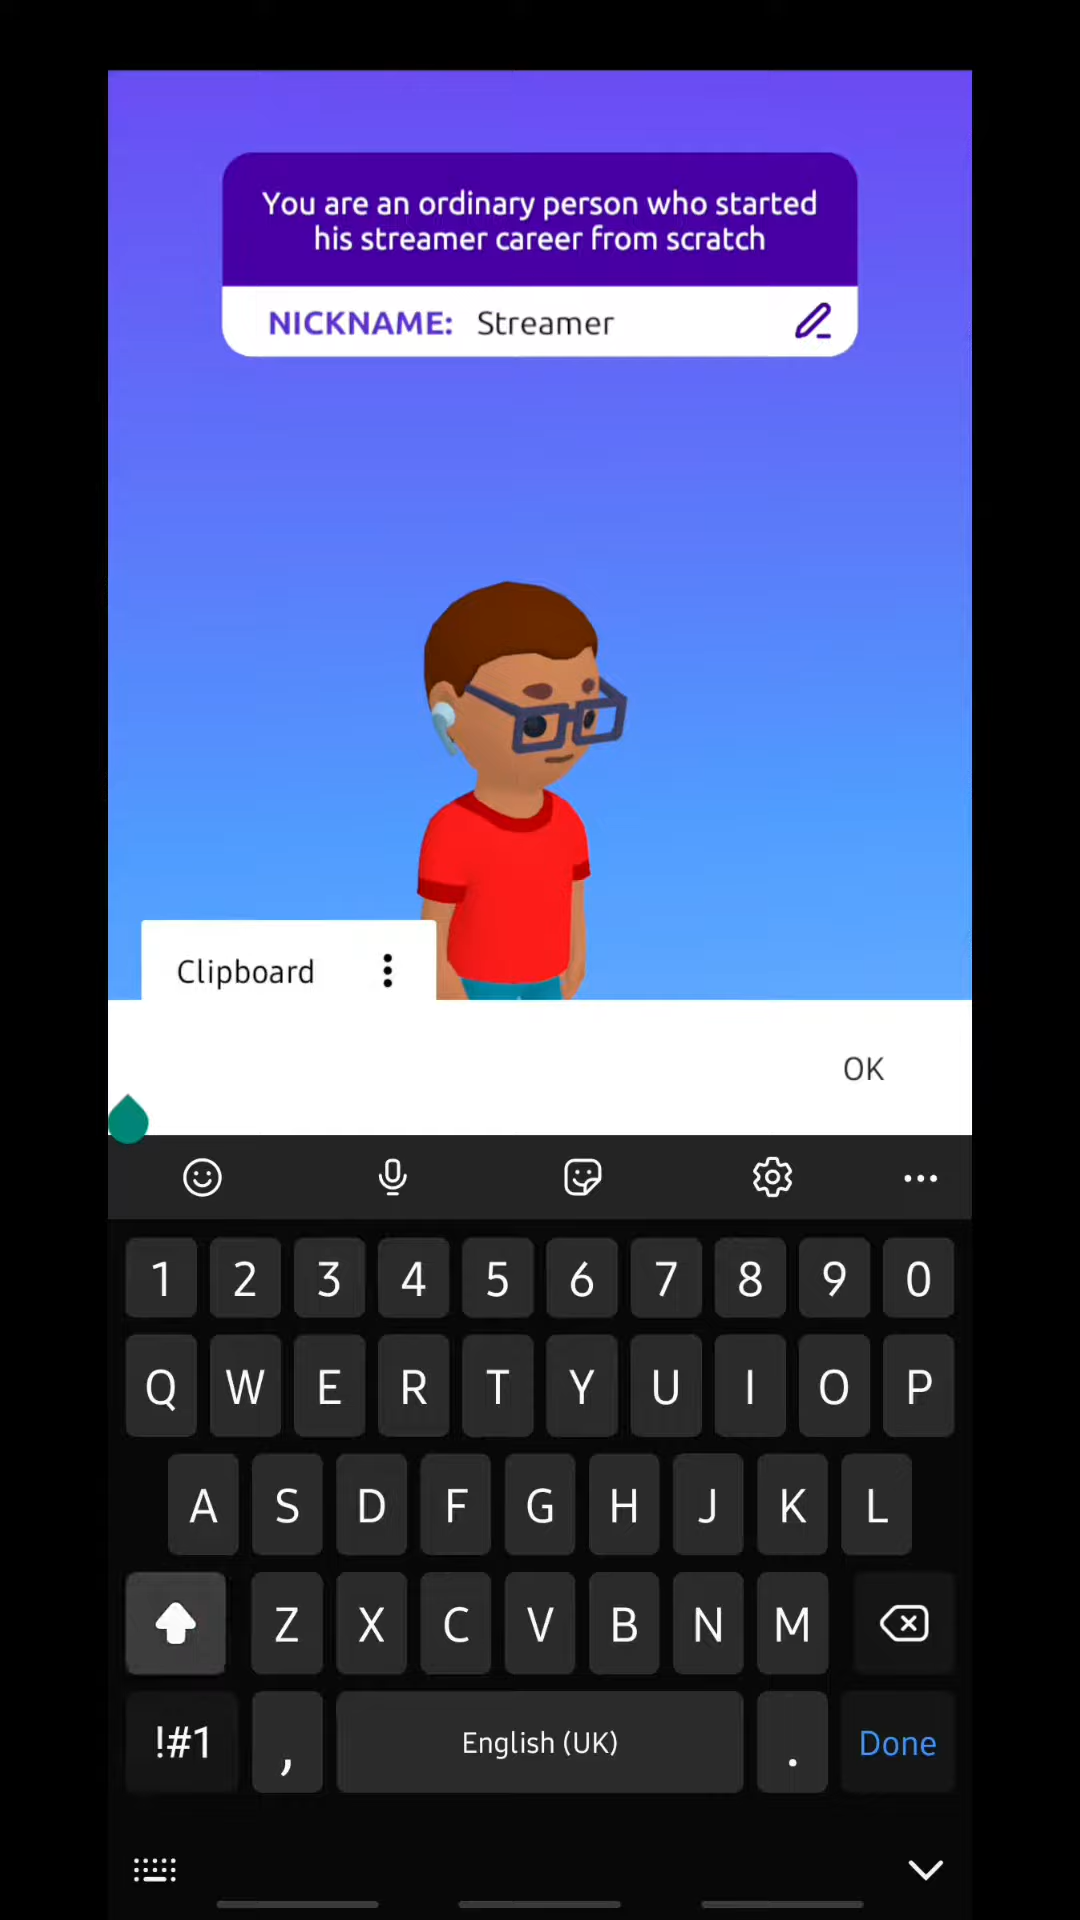 You are an ordinary person who started
his streamer career from scratch
NICKNAME: Streamer
Clipboard
OK
1 2 3 4 5 6 7 8 9 0
Q W E R T Y U I O P
A S D F G H J K L
Z X C V B N M
!#1 , English (UK) . Done